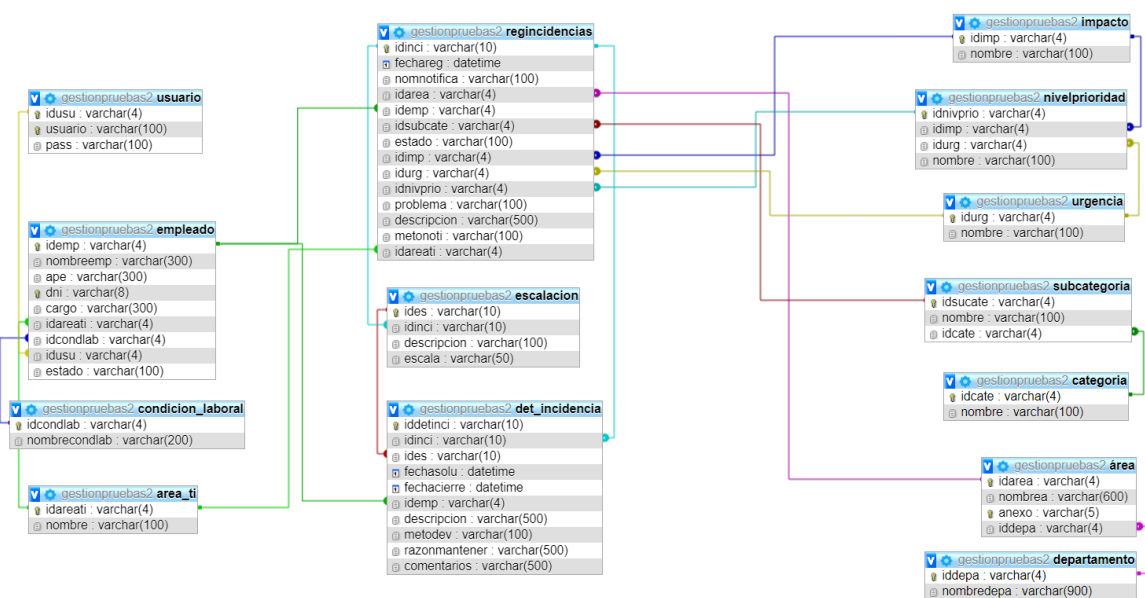 gestionpruebas2 usuario
idusu : varchar(4)
usuario : varchar(100)
pass : varchar(100)
gestionpruebas2 empleado
idemp : varchar(4)
nombreemp : varchar(300)
ape : varchar(300)
dni : varchar(8)
cargo : varchar(300)
idareati : varchar(4)
idcondlab : varchar(4)
idusu : varchar(4)
estado : varchar(100)
gestionpruebas2 condicion_laboral
idcondlab : varchar(4)
nombrecondlab : varchar(200)
gestionpruebas2 area_ti
idareati : varchar(4)
nombre : varchar(100)
gestionpruebas2 regincidencias
idinci : varchar(10)
fechareg : datetime
nomnotifica : varchar(100)
idarea : varchar(4)
idemp : varchar(4)
idsubcate : varchar(4)
estado : varchar(100)
idimp : varchar(4)
idurg : varchar(4)
idnivprio : varchar(4)
problema : varchar(100)
descripcion : varchar(500)
metonoti : varchar(100)
idareati : varchar(4)
gestionpruebas2 escalacion
ides : varchar(10)
idinci : varchar(10)
descripcion : varchar(100)
escala : varchar(50)
gestionpruebas2 det_incidencia
iddetinci : varchar(10)
idinci : varchar(10)
ides : varchar(10)
fechasolu : datetime
fechacierre : datetime
idemp : varchar(4)
descripcion : varchar(500)
metodev : varchar(100)
razonmantener : varchar(500)
comentarios : varchar(500)
gestionpruebas2 impacto
idimp : varchar(4)
nombre : varchar(100)
gestionpruebas2 nivelprioridad
idnivprio : varchar(4)
idimp : varchar(4)
idurg : varchar(4)
nombre : varchar(100)
gestionpruebas2 urgencia
idurg : varchar(4)
nombre : varchar(100)
gestionpruebas2 subcategoria
idsucate : varchar(4)
nombre : varchar(100)
idcate : varchar(4)
gestionpruebas2 categoria
idcate : varchar(4)
nombre : varchar(100)
gestionpruebas2 área
idarea : varchar(4)
nombrea : varchar(600)
anexo : varchar(5)
iddepa : varchar(4)
gestionpruebas2 departamento
iddepa : varchar(4)
nombredepa : varchar(900)